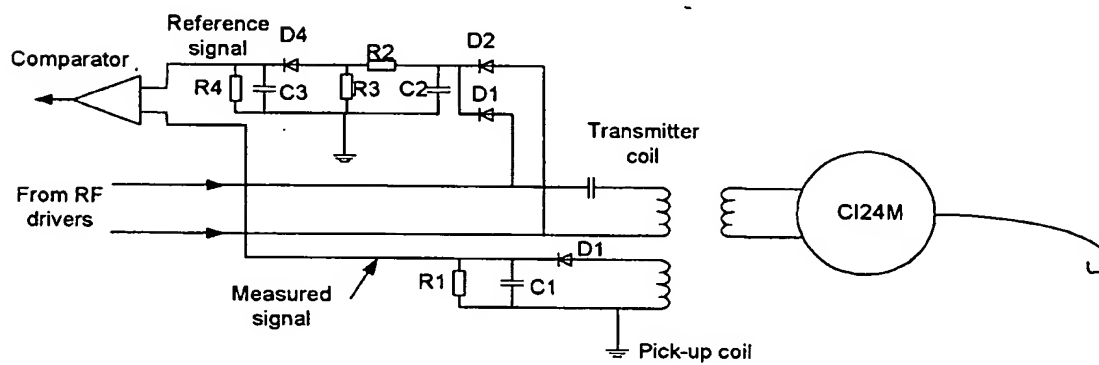 Reference
signal
D4
R2
D2
Comparator
R4
C3
R3
C2
D1
Transmitter
coil
From RF
drivers
CI24M
D1
R1
C1
Measured
signal
Pick-up coil